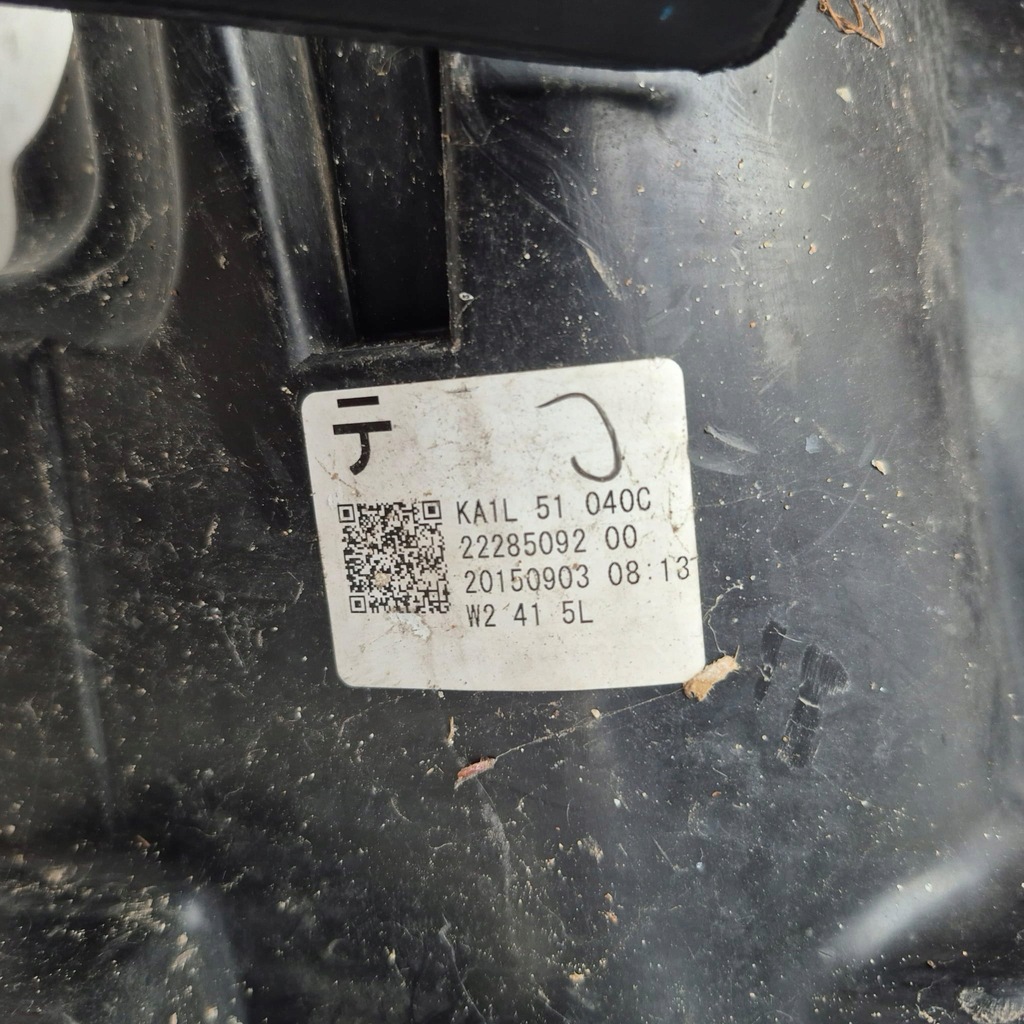 テ
KA1L 51 040C
22285092 00
20150903 08:13
W2 41 5L